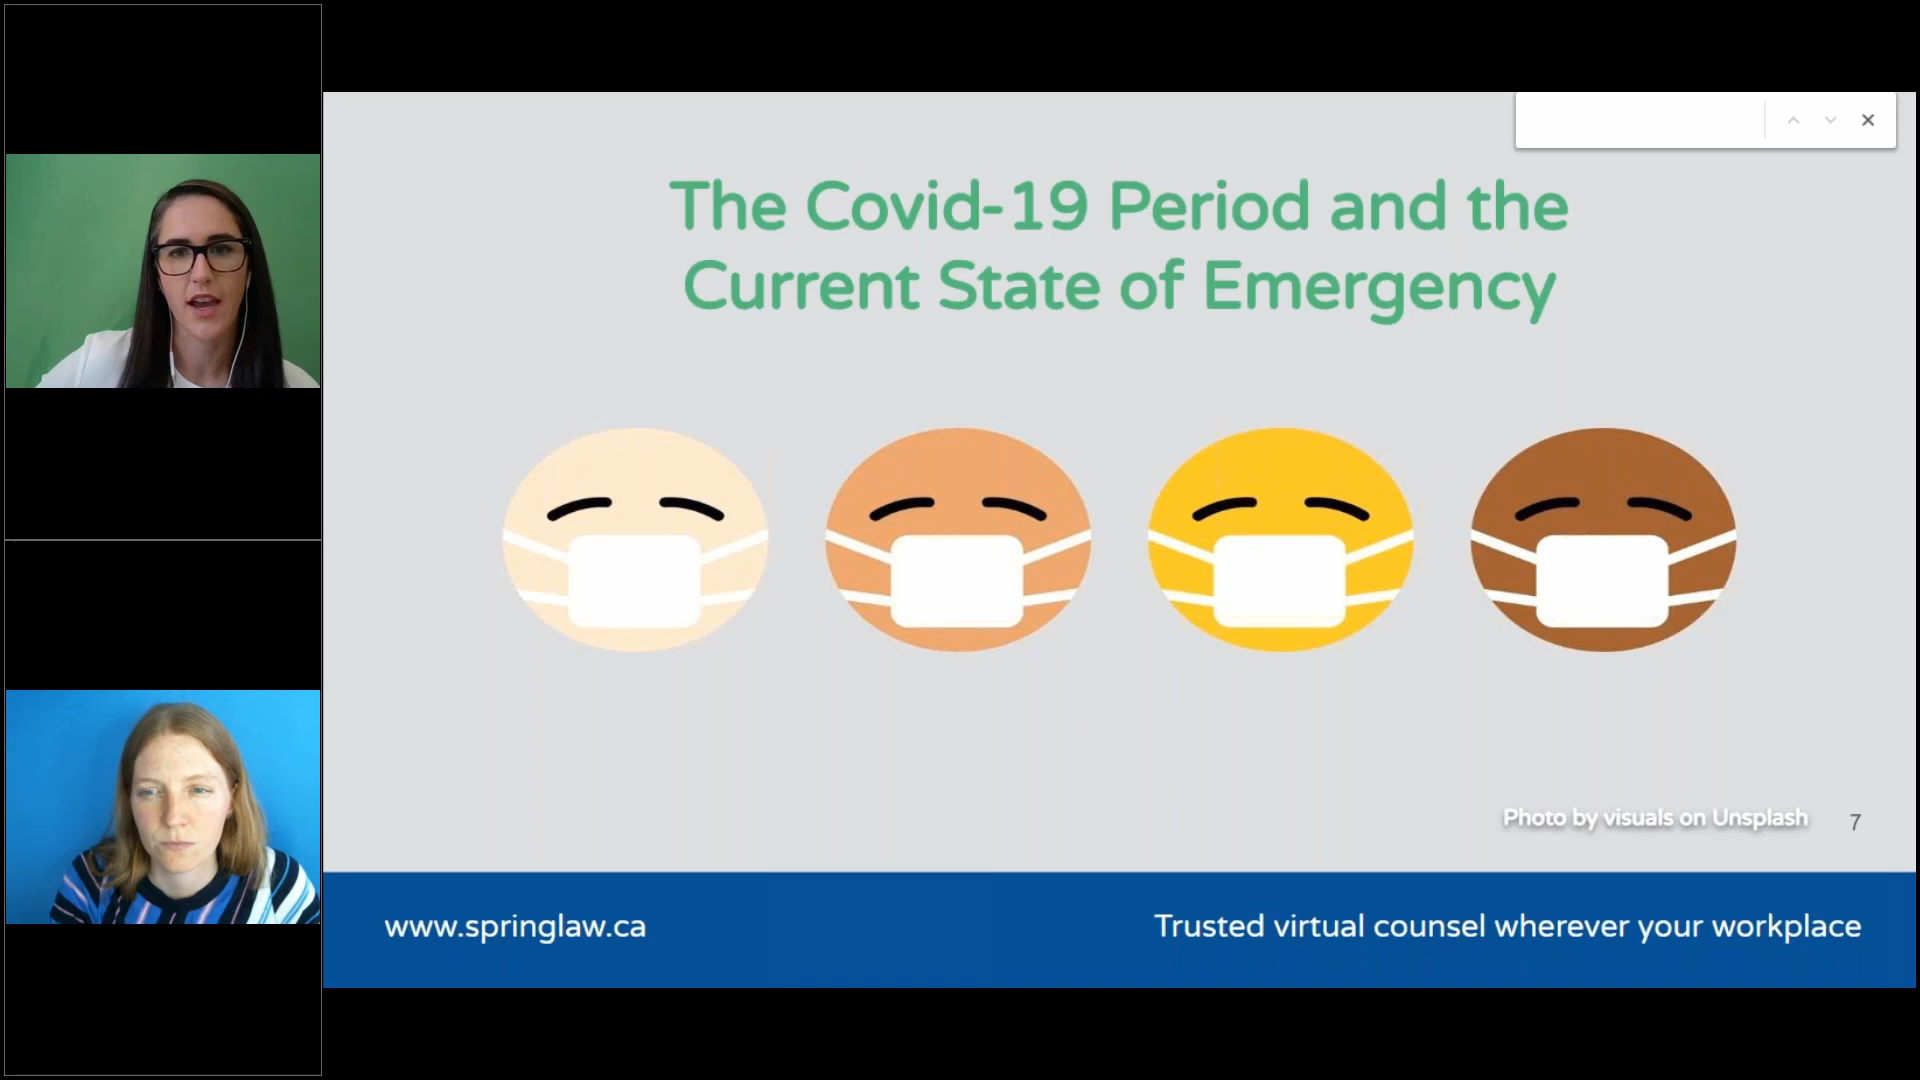 The Covid-19 Period and the
Current State of Emergency
Photo by visuals on Unsplash
7
www.springlaw.ca
Trusted virtual counsel wherever your workplace